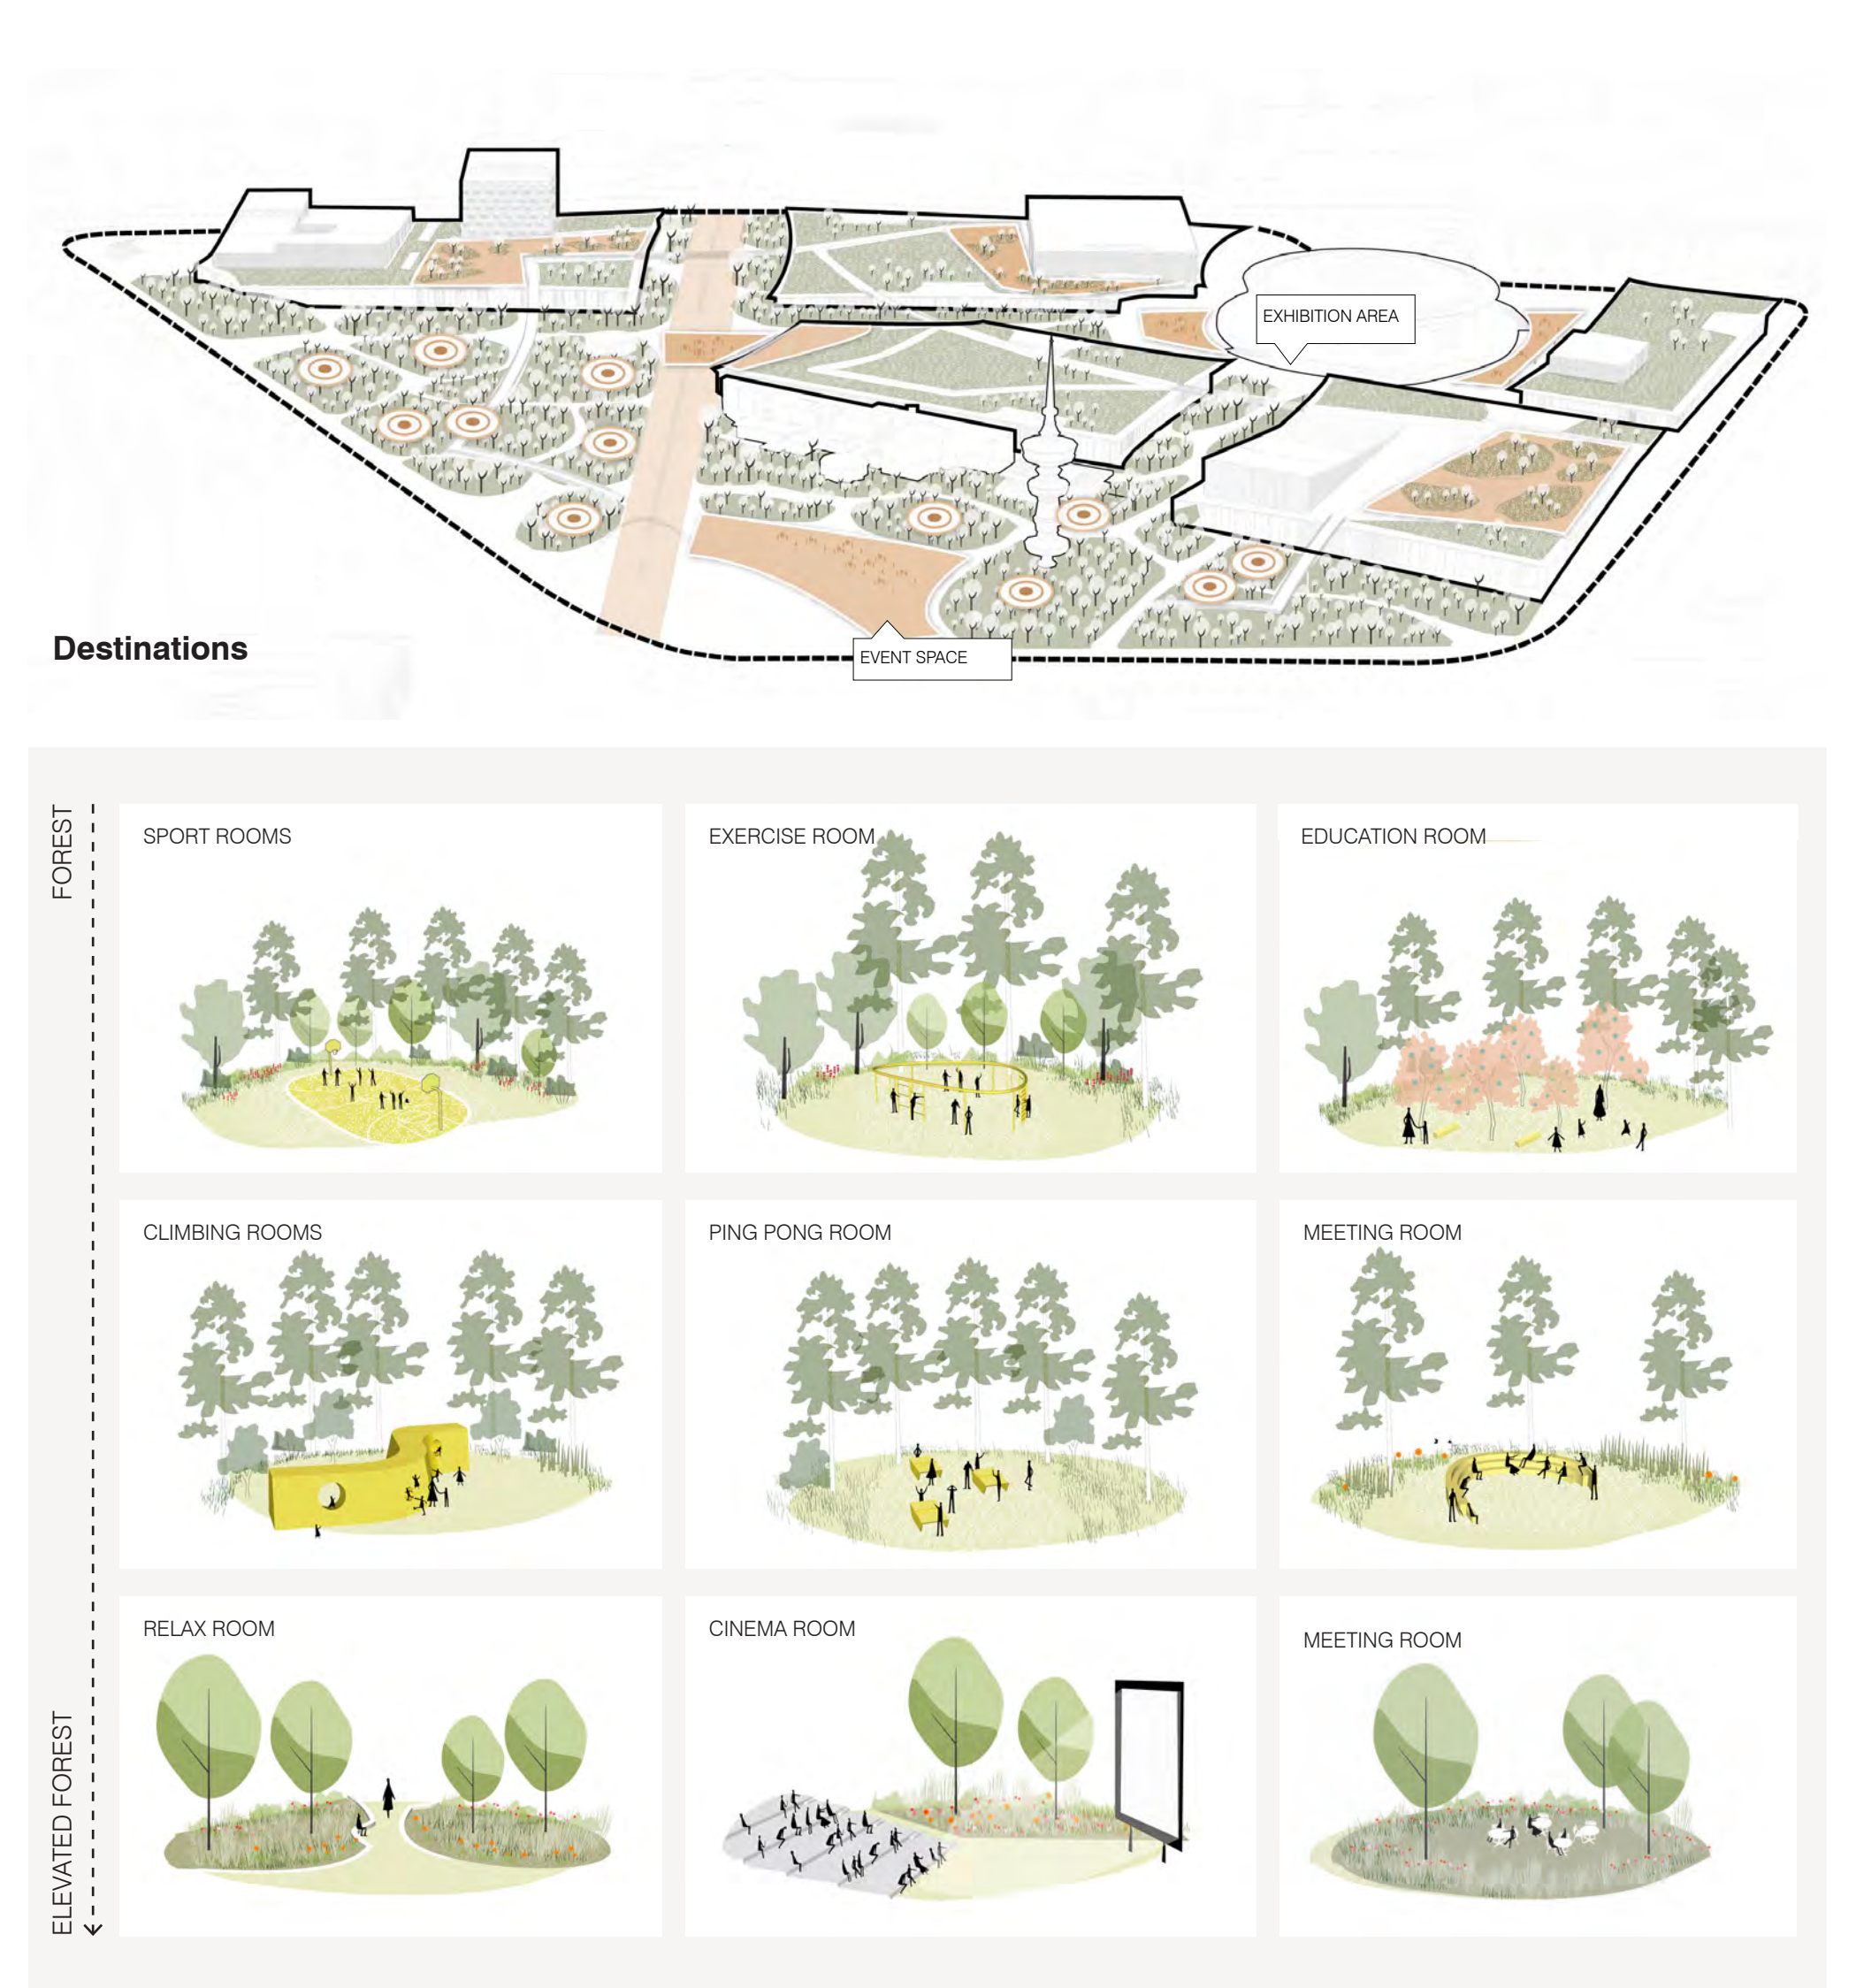 EXHIBITION AREA
Destinations
EVENT SPACE
FOREST
SPORT ROOMS
EXERCISE ROOM
EDUCATION ROOM
CLIMBING ROOMS
PING PONG ROOM
MEETING ROOM
RELAX ROOM
CINEMA ROOM
MEETING ROOM
ELEVATED FOREST